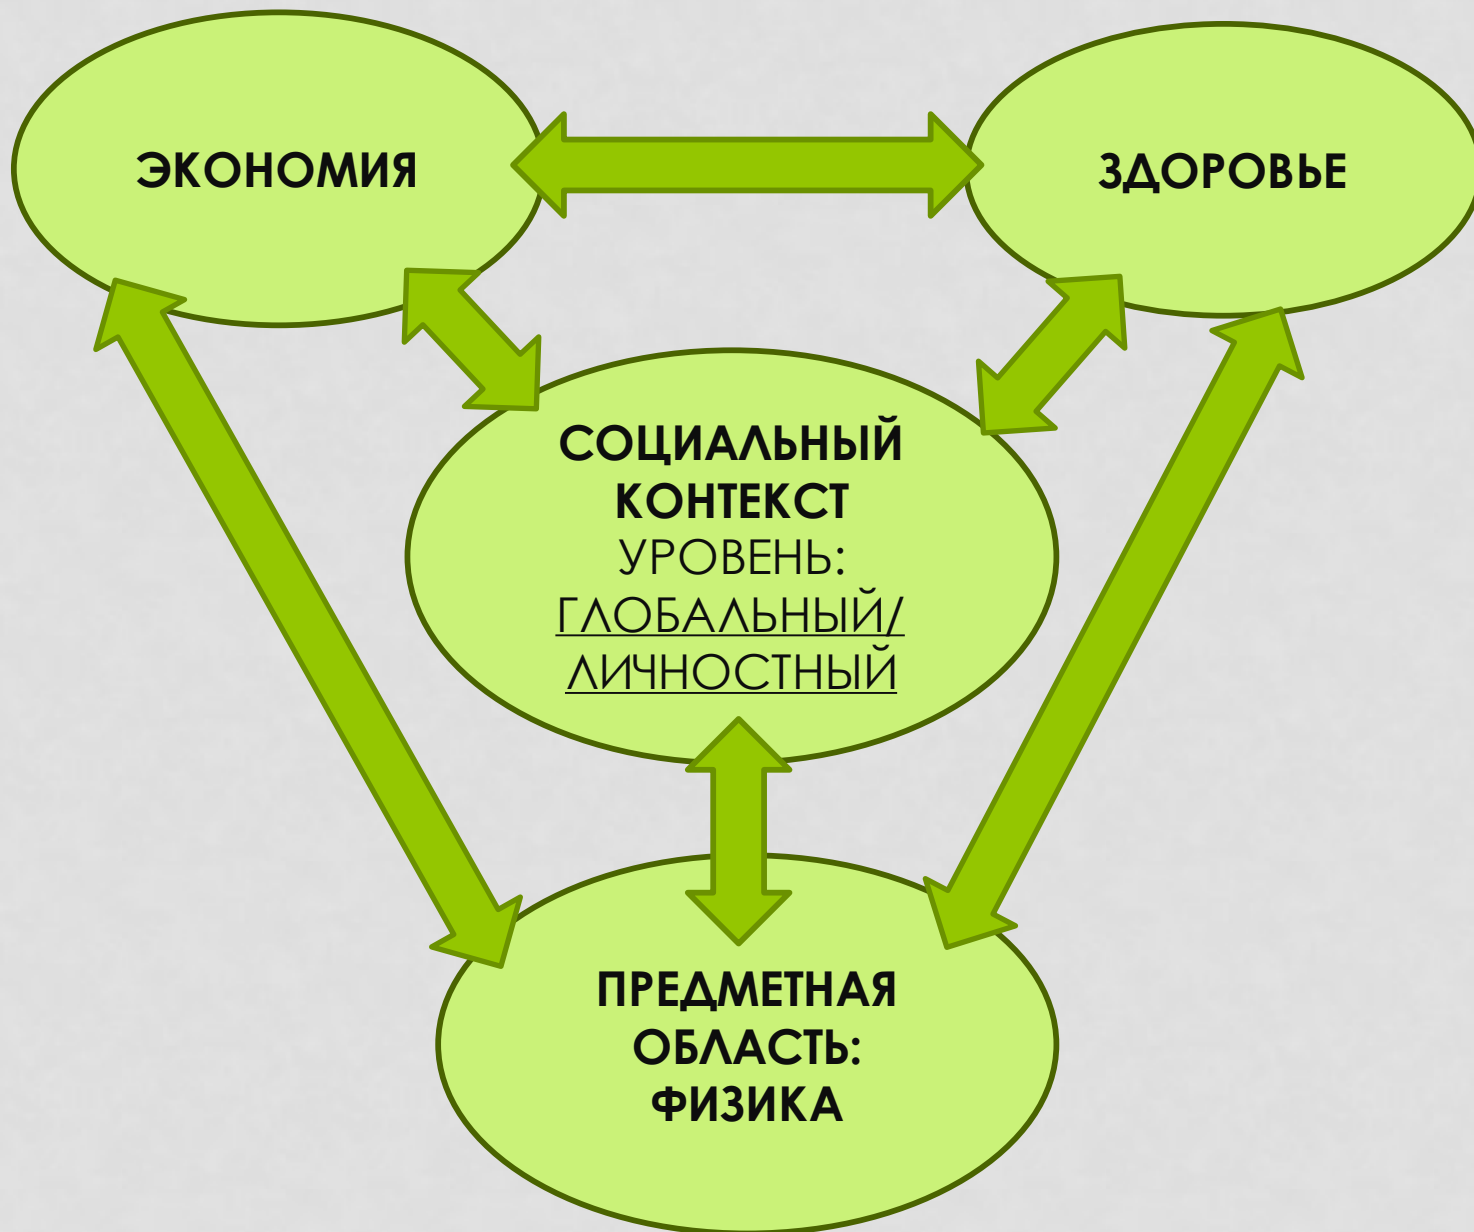 ЭКОНОМИЯ
ЗДОРОВЬЕ
СОЦИАЛЬНЫЙ
КОНТЕКСТ
УРОВЕНЬ:
ГЛОБАЛЬНЫЙ/
ЛИЧНОСТНЫЙ
ПРЕДМЕТНАЯ
ОБЛАСТЬ:
ФИЗИКА